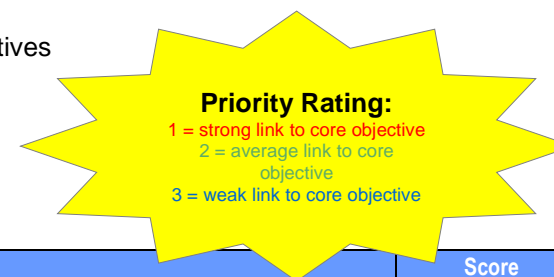 Priority Rating:
1 = strong link to core objective
2 = average link to core
objective
3 = weak link to core objective
Score